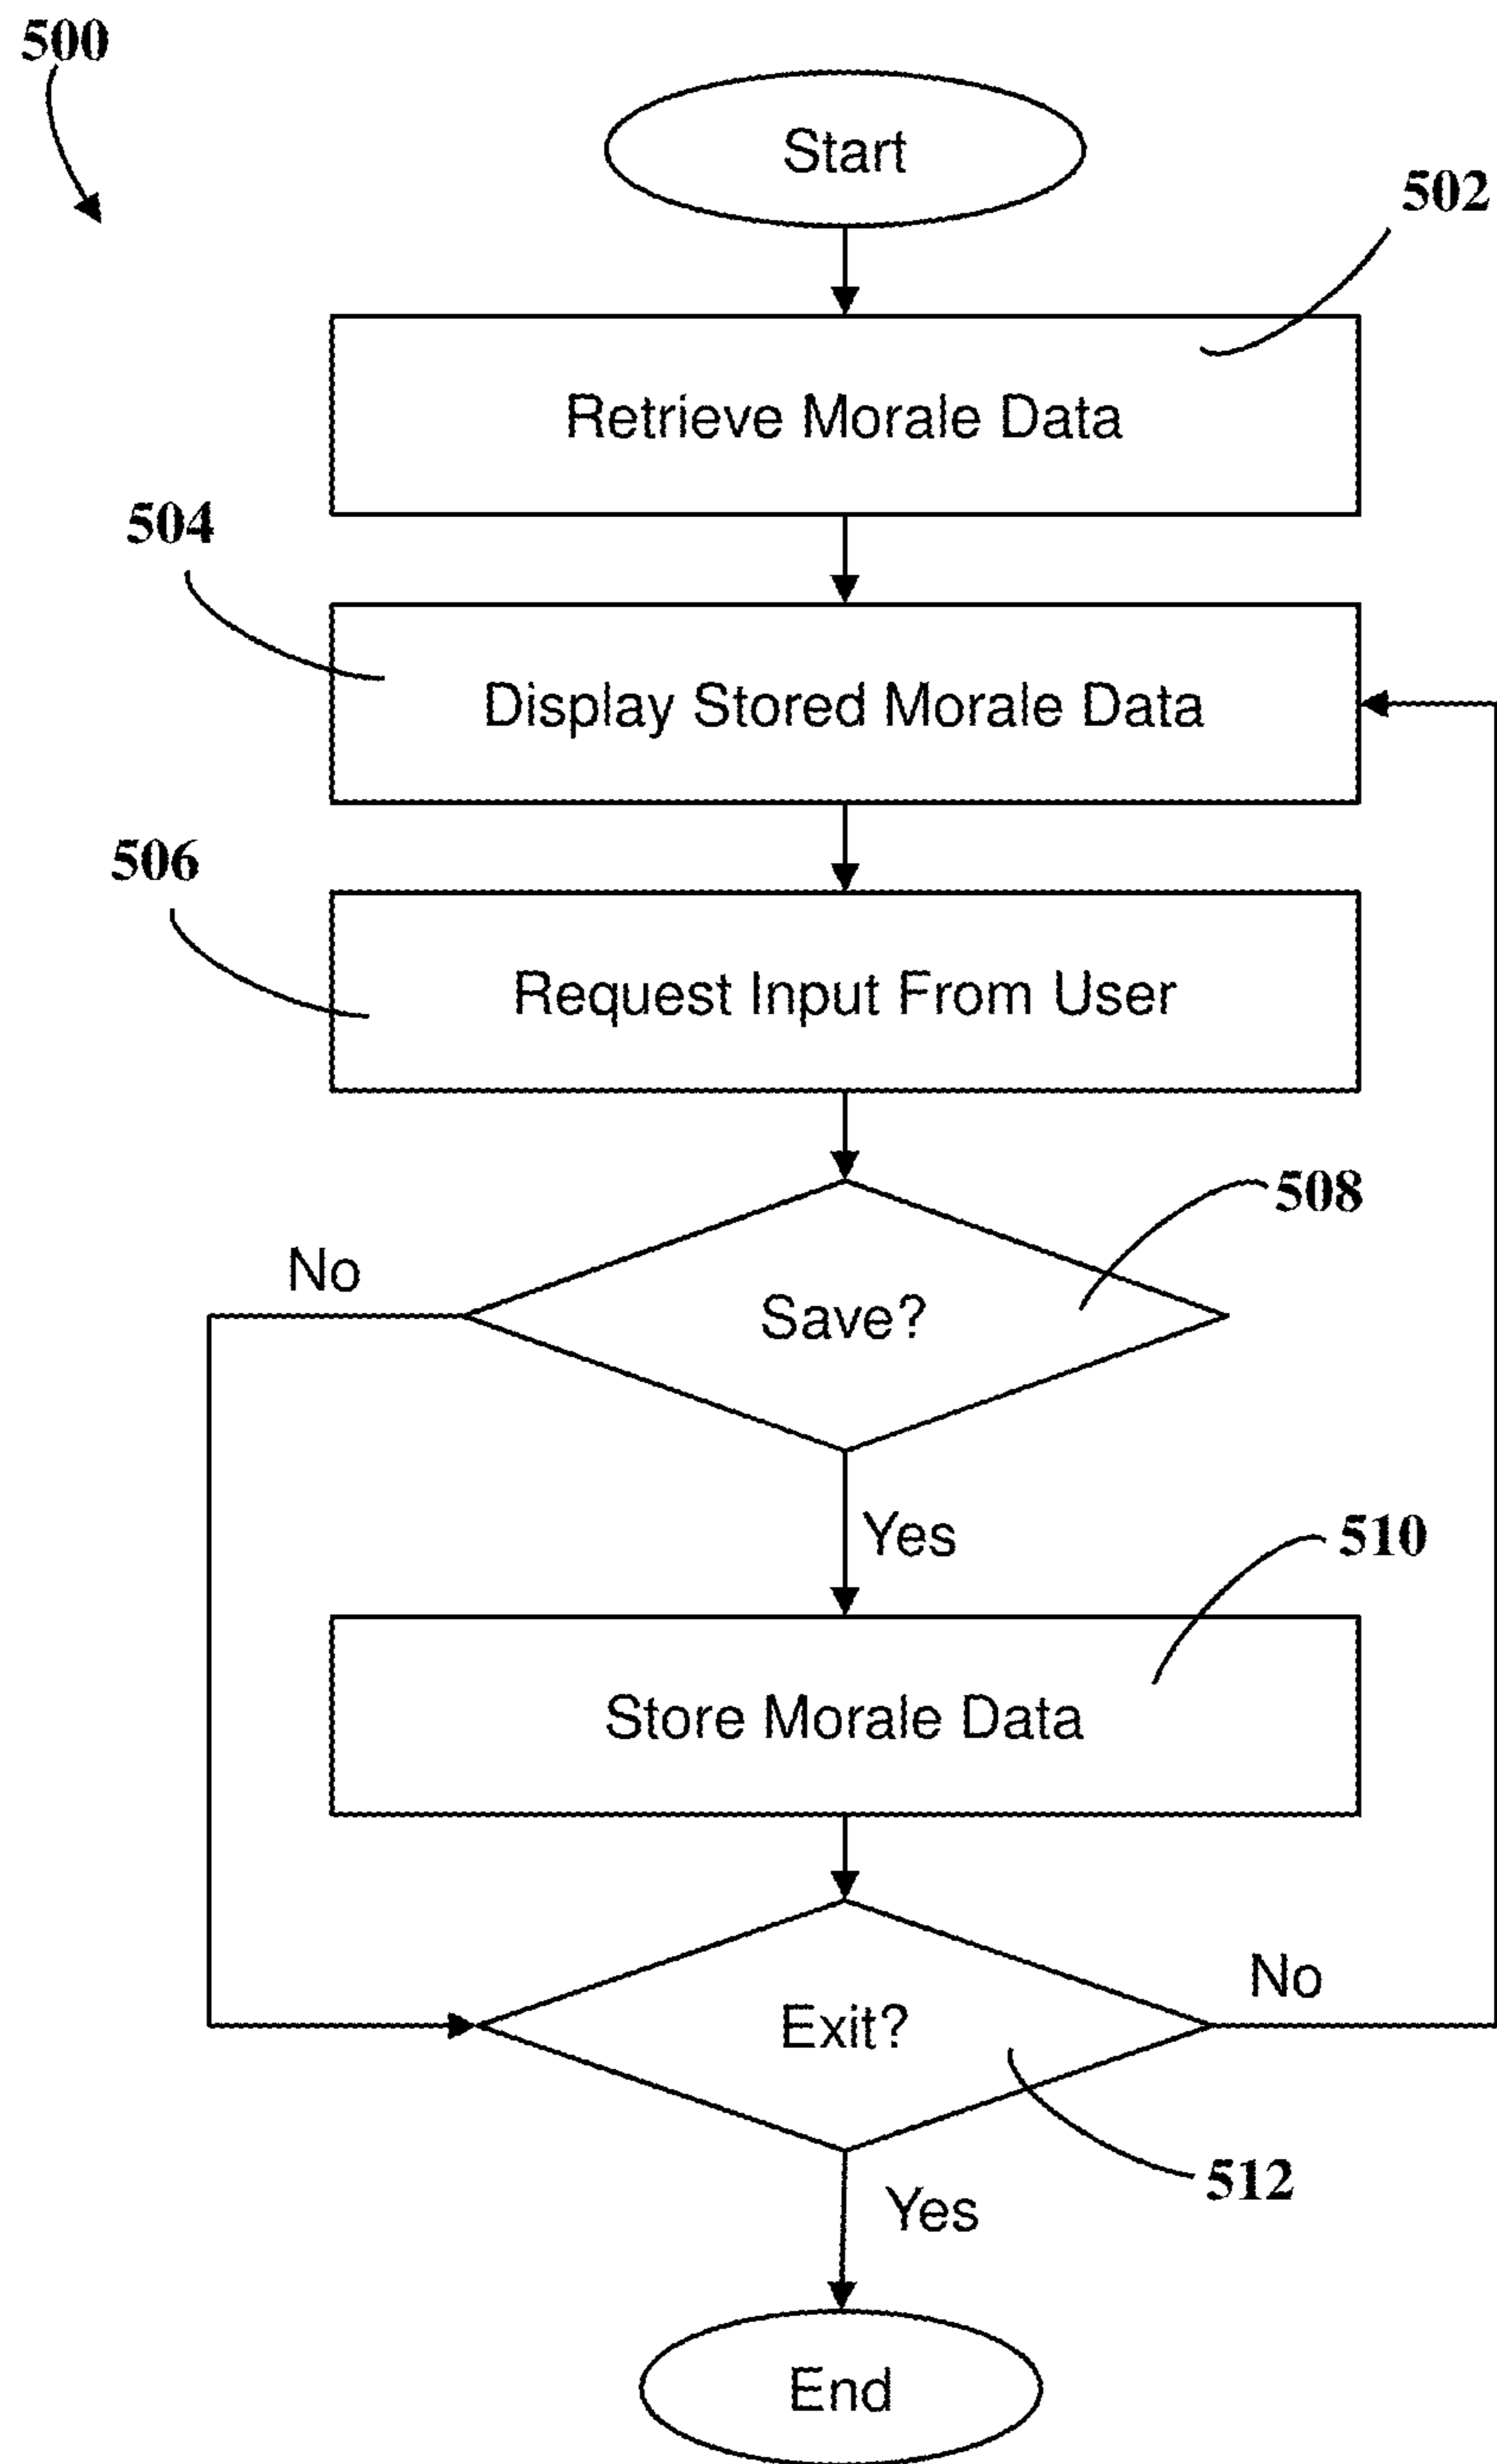 500
Start
502
Retrieve Morale Data
504
Display Stored Morale Data
506
Request Input From User
508
No
Save?
Yes
510
Store Morale Data
No
Exit?
512
Yes
End